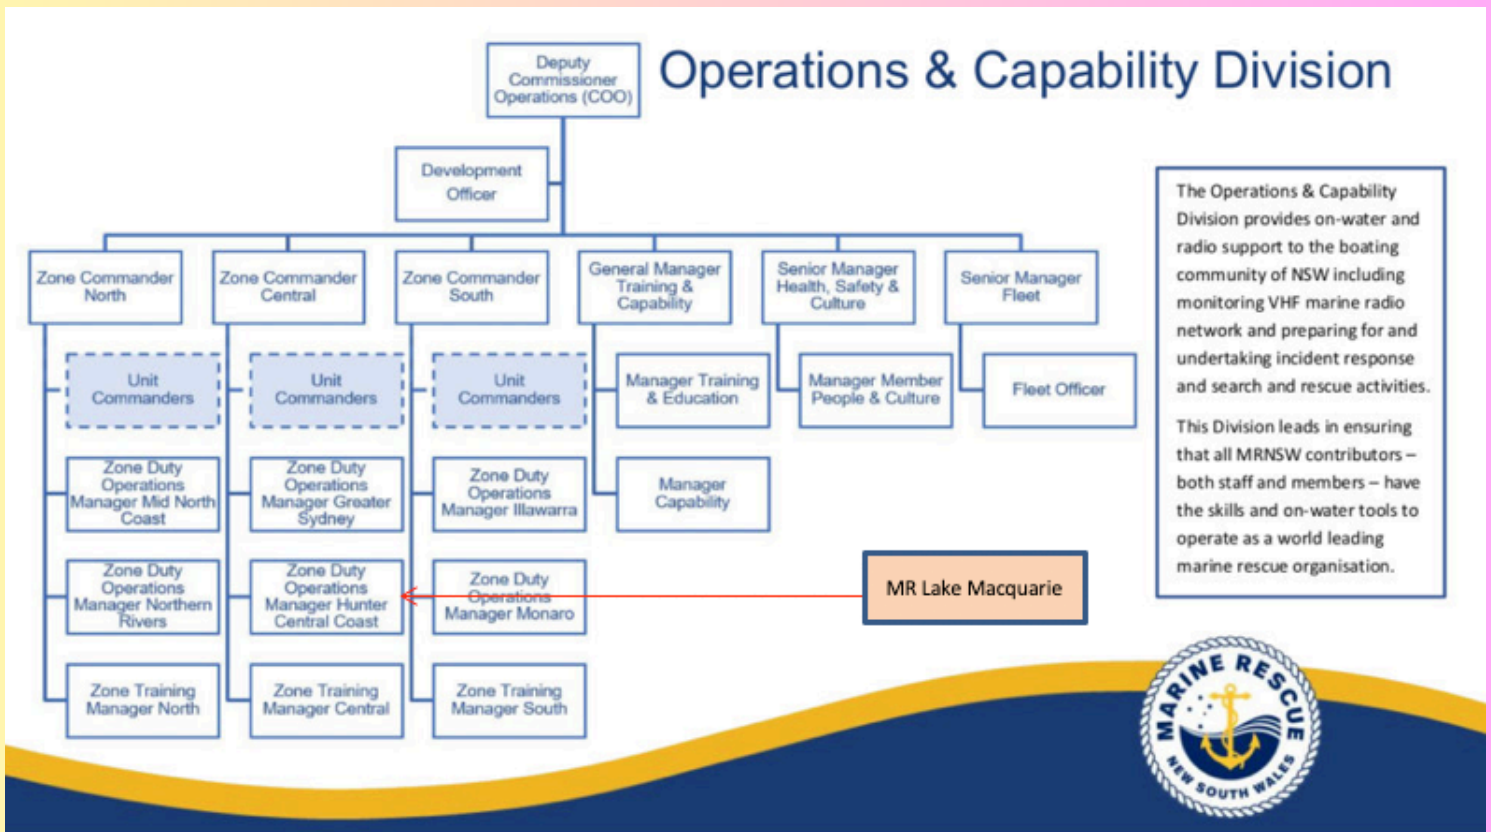 Operations & Capability Division
Deputy
Commissioner
Operations (COO)
Development
Officer
Zone Commander
North
Zone Commander
Central
Zone Commander
South
General Manager
Training &
Capability
Senior Manager
Health, Safety &
Culture
Senior Manager
Fleet
Unit
Commanders
Unit
Commanders
Unit
Commanders
Manager Training
& Education
Manager Member
People & Culture
Fleet Officer
Zone Duty
Operations
Manager Mid North
Coast
Zone Duty
Operations
Manager Greater
Sydney
Zone Duty
Operations
Manager Illawarra
Manager
Capability
Zone Duty
Operations
Manager Northern
Rivers
Zone Duty
Operations
Manager Hunter
Central Coast
Zone Duty
Operations
Manager Monaro
MR Lake Macquarie
Zone Training
Manager North
Zone Training
Manager Central
Zone Training
Manager South
The Operations & Capability
Division provides on-water and
radio support to the boating
community of NSW including
monitoring VHF marine radio
network and preparing for and
undertaking incident response
and search and rescue activities.
This Division leads in ensuring
that all MRNSW contributors –
both staff and members – have
the skills and on-water tools to
operate as a world leading
marine rescue organisation.
MARINE RESCUE
NEW SOUTH WALES